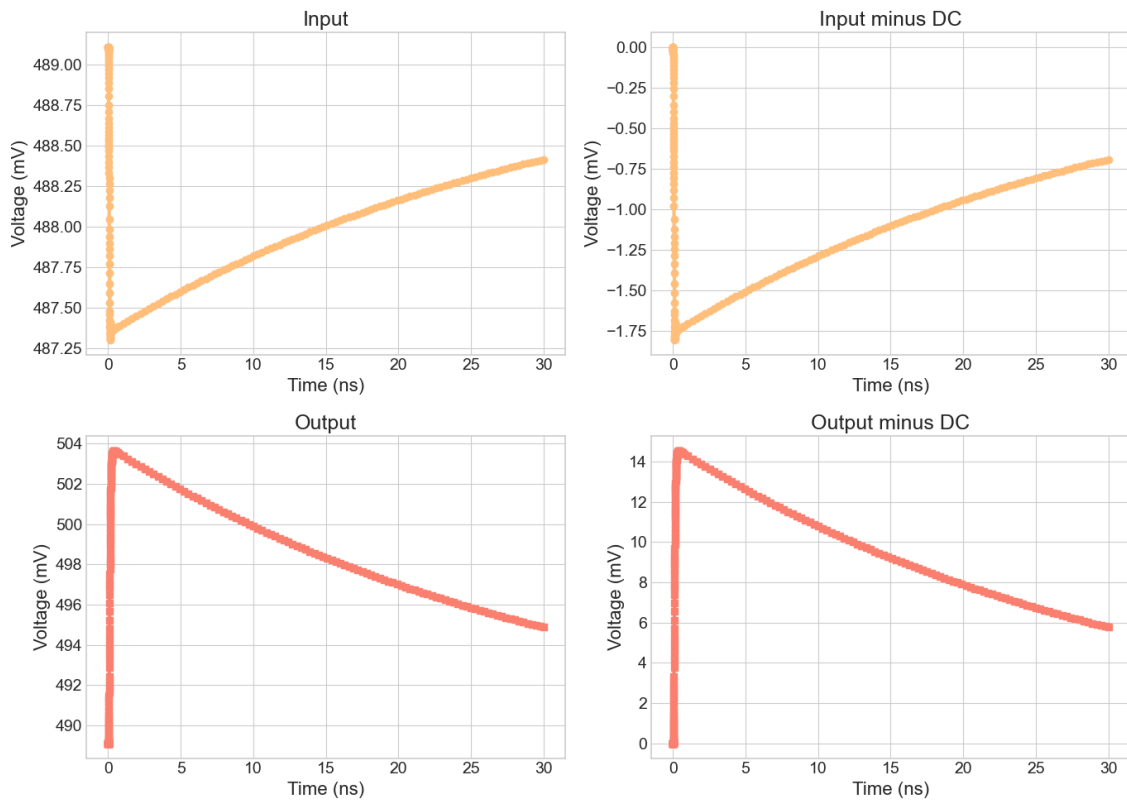 Input
Voltage (mV)
489.00
488.75
488.50
488.25
488.00
487.75
487.50
487.25
0 5 10 15 20 25 30
Time (ns)
Input minus DC
Voltage (mV)
0.00
−0.25
−0.50
−0.75
−1.00
−1.25
−1.50
−1.75
0 5 10 15 20 25 30
Time (ns)
Output
Voltage (mV)
504
502
500
498
496
494
492
490
0 5 10 15 20 25 30
Time (ns)
Output minus DC
Voltage (mV)
14
12
10
8
6
4
2
0
0 5 10 15 20 25 30
Time (ns)